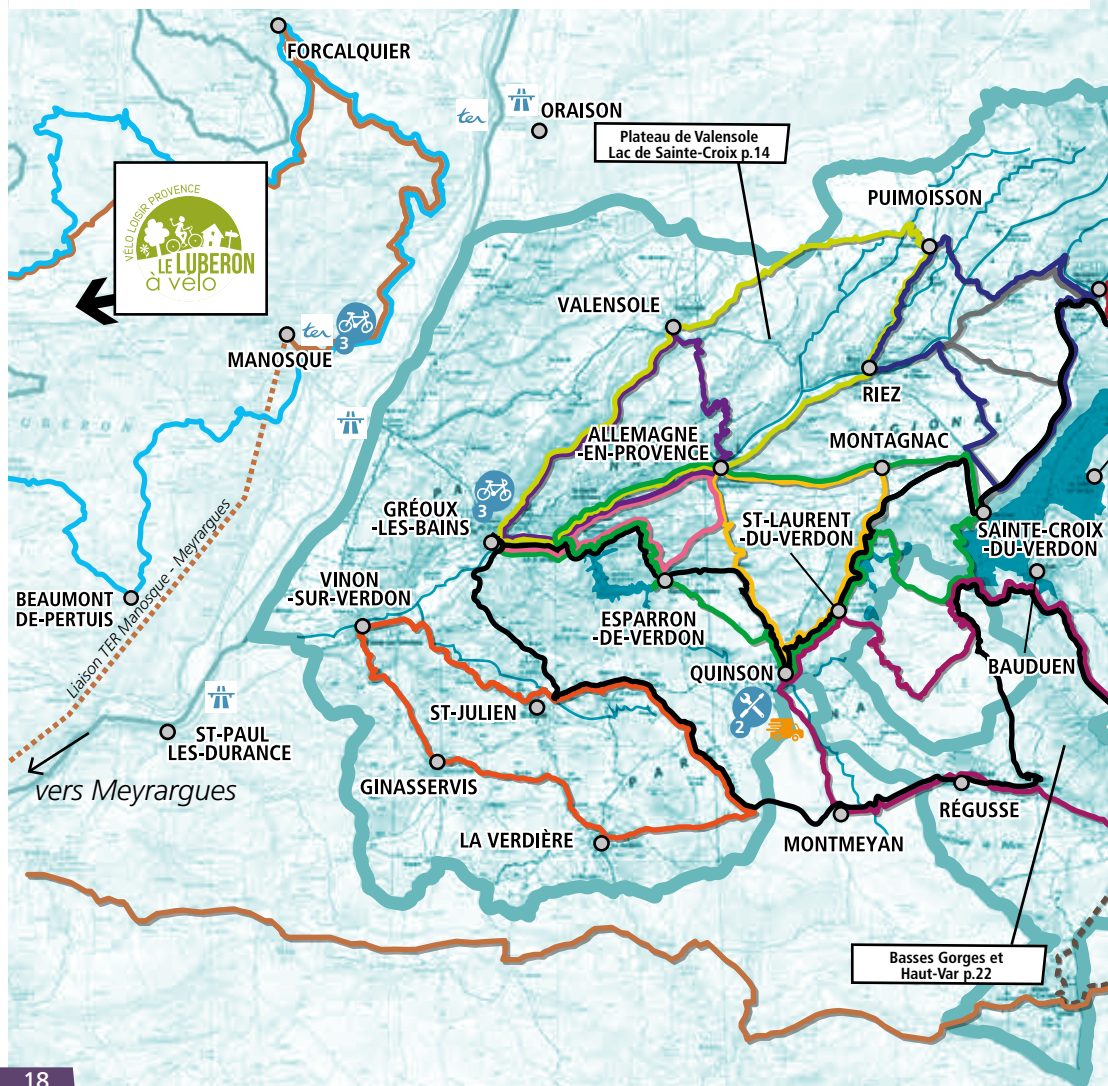 FORCALQUIER
ter
ORAISON
Plateau de Valensole
Lac de Sainte-Croix p.14
PUIMOISSON
VÉLO LOISIR PROVENCE
LE LUBERON
à vélo
VALENSOLE
ter
3
MANOSQUE
RIEZ
ALLEMAGNE
-EN-PROVENCE
MONTAGNAC
3
GRÉOUX
-LES-BAINS
ST-LAURENT
-DU-VERDON
SAINTE-CROIX
-DU-VERDON
VINON
-SUR-VERDON
BEAUMONT
DE-PERTUIS
Liaison TER Manosque - Meyrargues
ESPARRON
-DE-VERDON
QUINSON
BAUDUEN
2
ST-JULIEN
ST-PAUL
LES-DURANCE
vers Meyrargues
GINASSERVIS
RÉGUSSE
LA VERDIÈRE
MONTMEYAN
Basses Gorges et
Haut-Var p.22
18